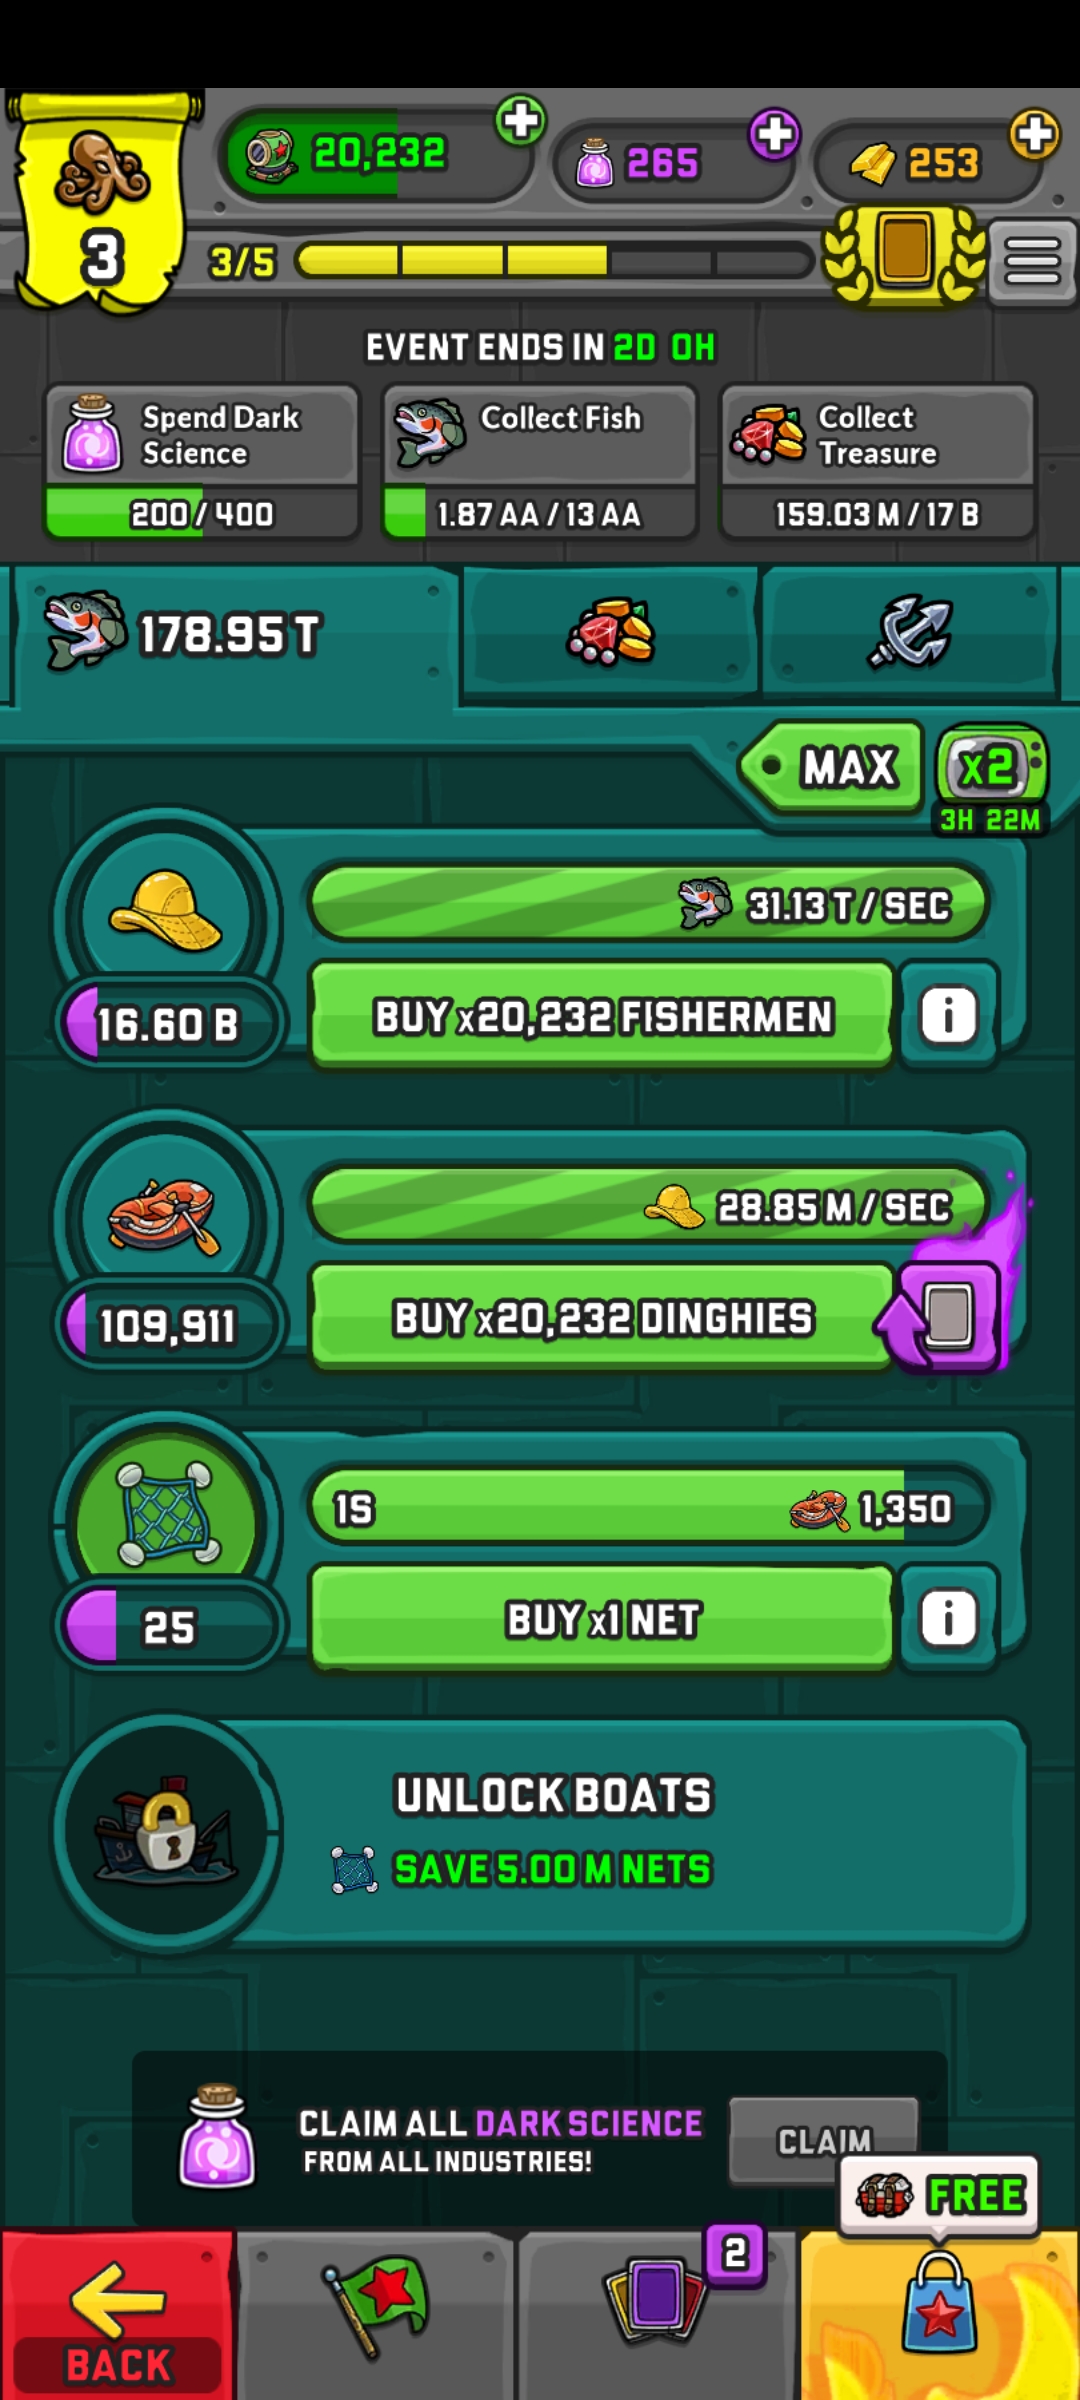 20,232
265
253
3
3/5
EVENT ENDS IN 2D 0H
Spend Dark
Science
200 / 400
Collect Fish
1.87 AA / 13 AA
Collect
Treasure
159.03 M / 17 B
178.95 T
MAX
x2
3H 22M
31.13 T / SEC
16.60 B
BUY x20,232 FISHERMEN
i
28.85 M / SEC
109,911
BUY x20,232 DINGHIES
1S
1,350
25
BUY x1 NET
i
UNLOCK BOATS
SAVE 5.00 M NETS
CLAIM ALL DARK SCIENCE
FROM ALL INDUSTRIES!
CLAIM
FREE
2
BACK